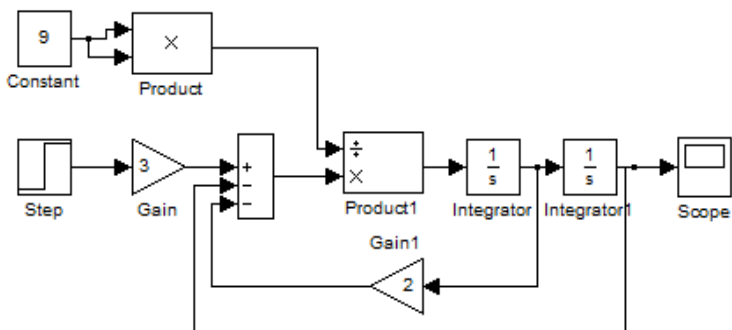 9
×
Constant
Product
3
+
−
−
÷
×
1
s
1
s
Step
Gain
Product1
Integrator
Integrator1
Scope
Gain1
2